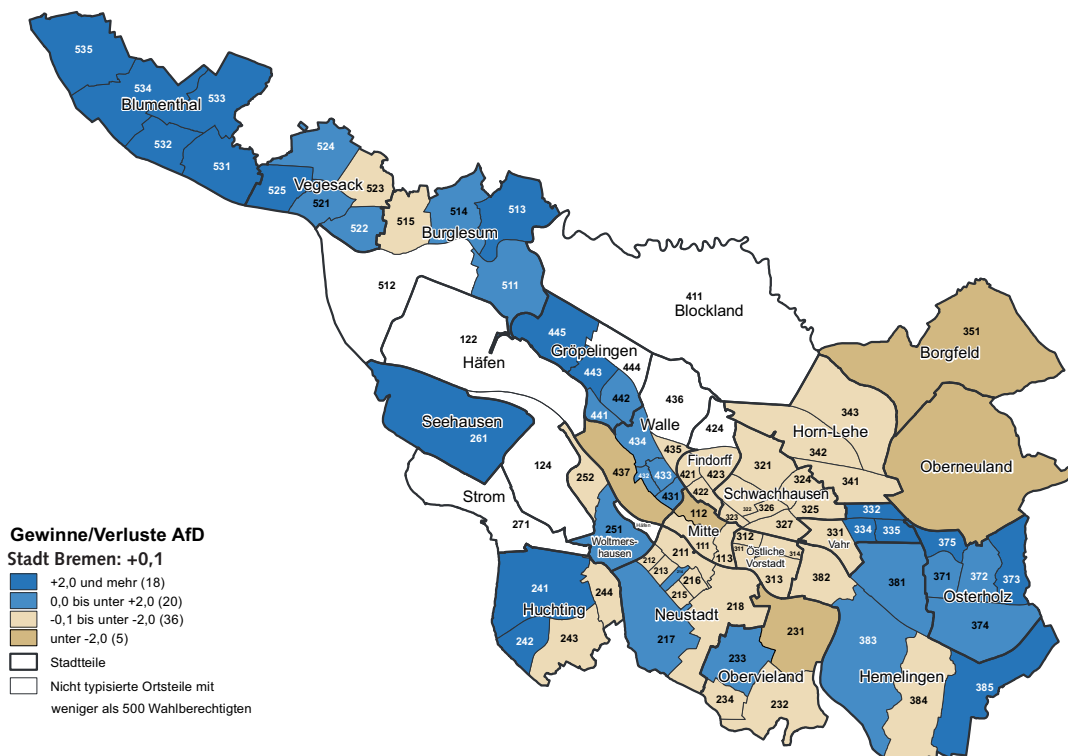 535
534
533
Blumenthal
532
531
524
Vegesack
523
525
521
522
515
514
513
Burglesum
511
512
411
Blockland
122
Häfen
445
Gröpelingen
444
443
442
441
436
351
Borgfeld
343
Horn-Lehe
342
341
424
Walle
434
435
Seehausen
261
437
432
433
431
Findorff
421
423
422
321
324
Schwachhausen
322
326
325
323
327
Oberneuland
124
252
Strom
271
251
Woltmers-
hausen
Häfen
112
Mitte
111
113
312
311
Östliche
Vorstadt
314
313
331
Vahr
332
334
335
375
371
372
373
Osterholz
374
381
382
211
212
213
216
215
Neustadt
217
218
241
Huchting
242
243
244
231
233
Obervieland
234
232
383
Hemelingen
384
385
Gewinne/Verluste AfD
Stadt Bremen: +0,1
+2,0 und mehr (18)
0,0 bis unter +2,0 (20)
-0,1 bis unter -2,0 (36)
unter -2,0 (5)
Stadtteile
Nicht typisierte Ortsteile mit
weniger als 500 Wahlberechtigten